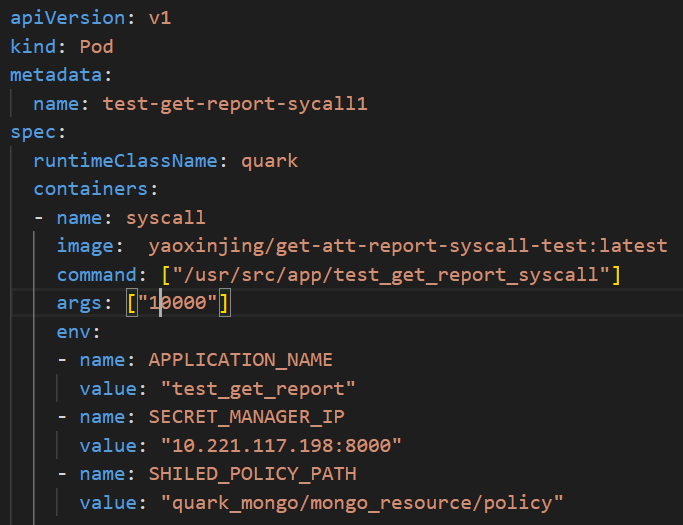 apiVersion: v1
kind: Pod
metadata:
  name: test-get-report-sycall1
spec:
  runtimeClassName: quark
  containers:
  - name: syscall
    image:  yaoxinjing/get-att-report-syscall-test:latest
    command: ["/usr/src/app/test_get_report_syscall"]
    args: ["10000"]
    env:
    - name: APPLICATION_NAME
      value: "test_get_report"
    - name: SECRET_MANAGER_IP
      value: "10.221.117.198:8000"
    - name: SHILED_POLICY_PATH
      value: "quark_mongo/mongo_resource/policy"